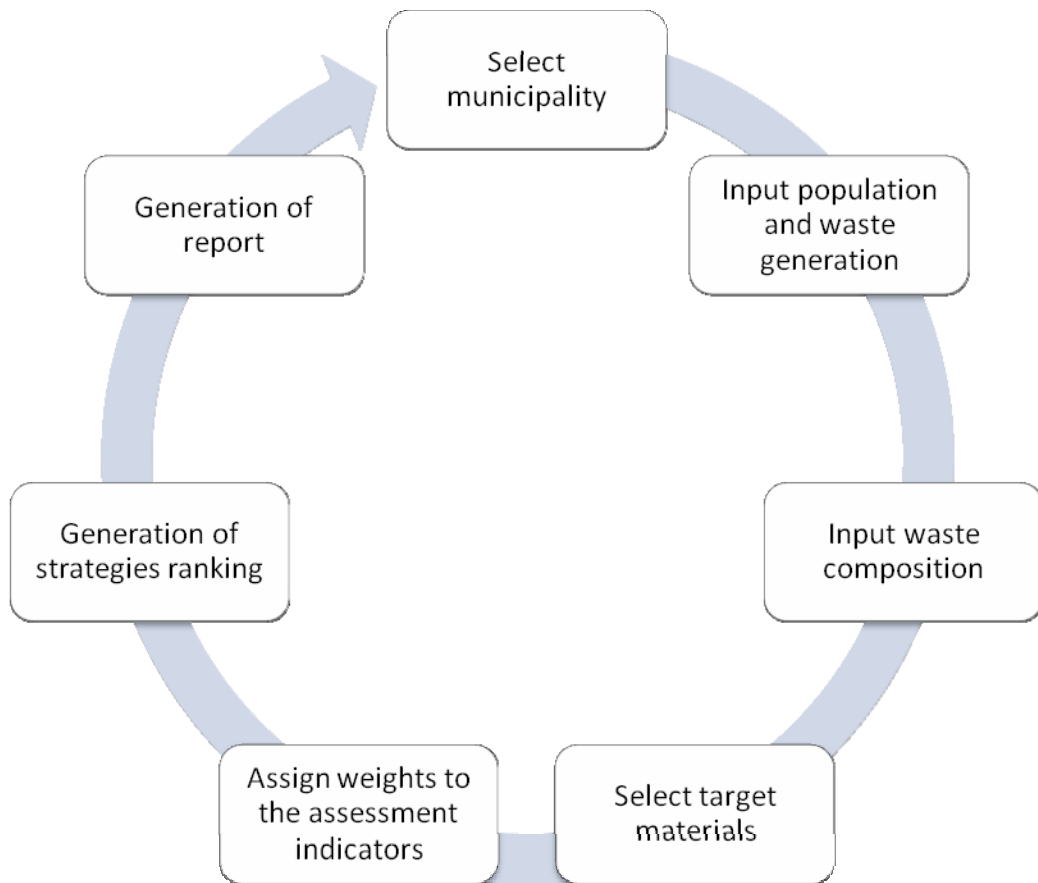 Select
municipality
Input population
and waste
generation
Input waste
composition
Select target
materials
Assign weights to
the assessment
indicators
Generation of
strategies ranking
Generation of
report